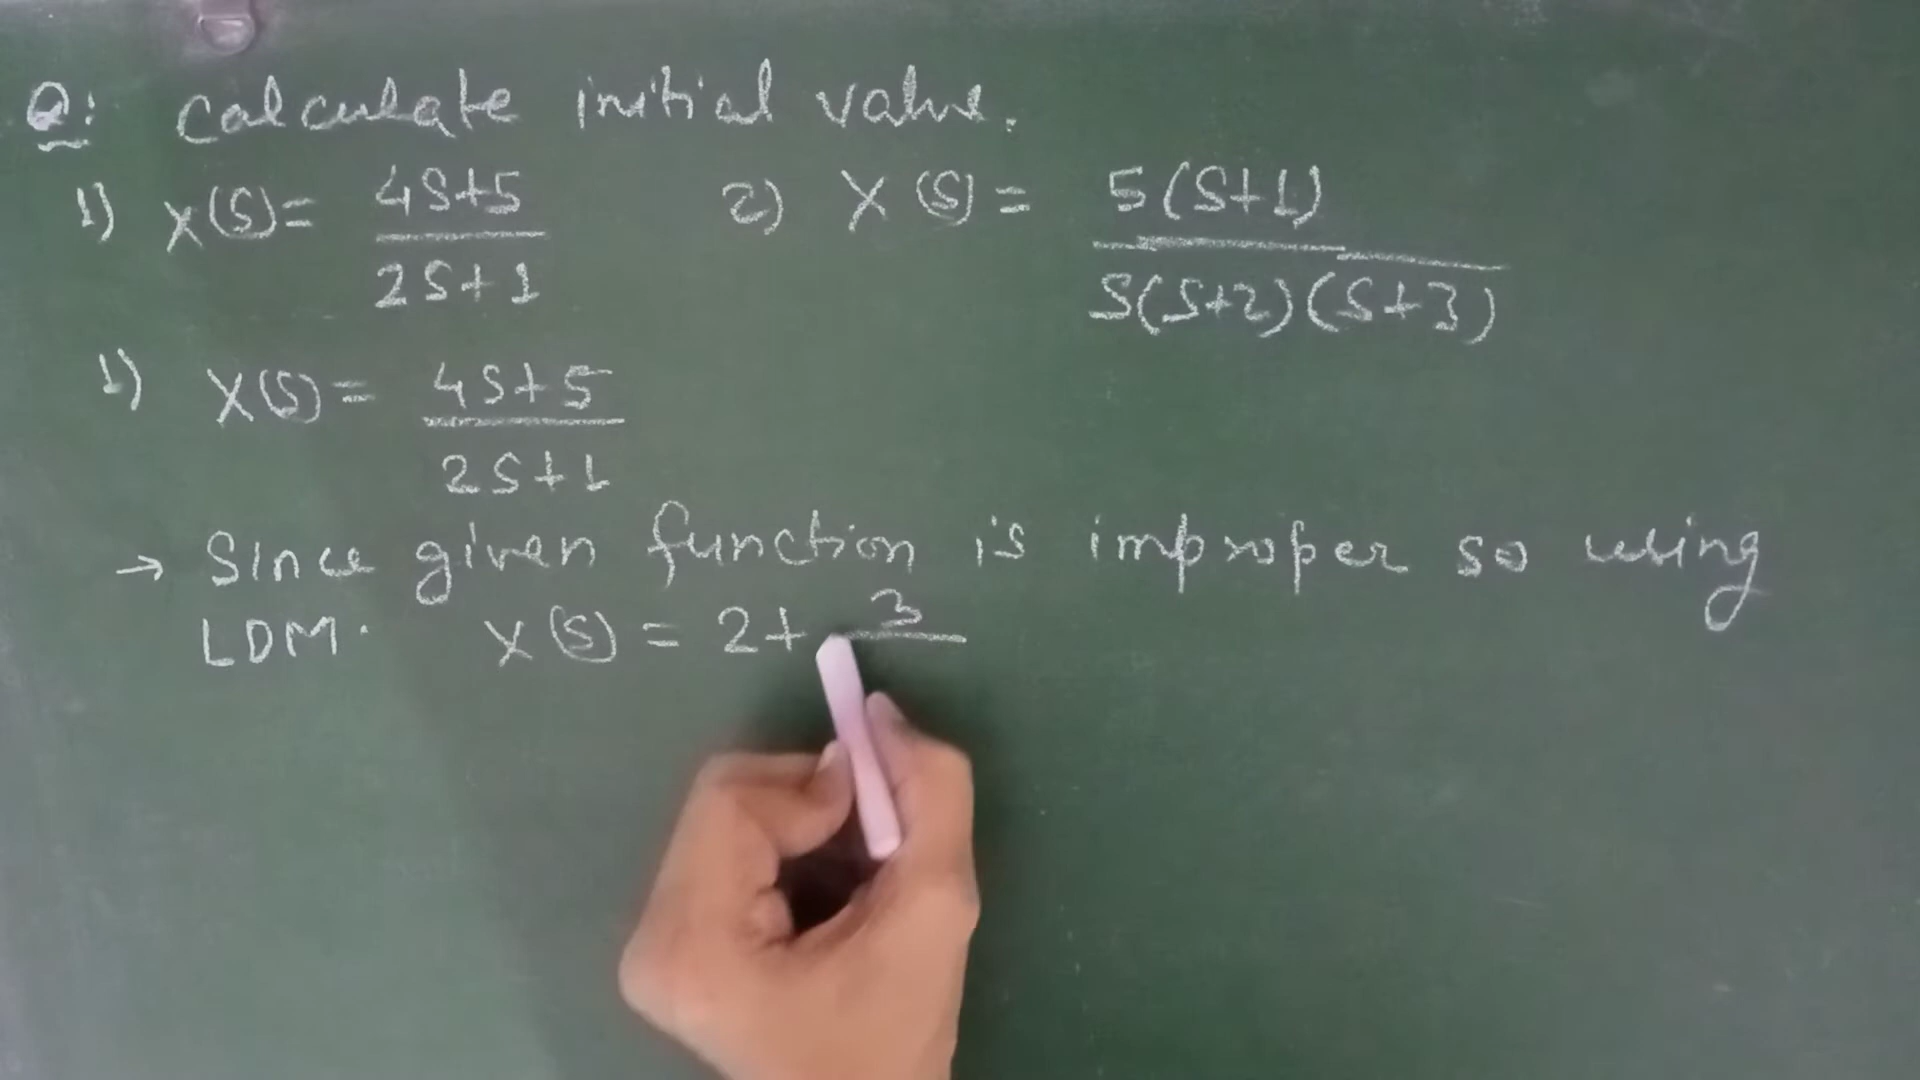 Q: Calculate initial value.
1) X(S)= 4S+5 / 2S+1 2) X(S)= 5(S+1) / S(S+2)(S+3)
1) X(S)= 4S+5 / 2S+1
→ Since given function is improper so using
LDM. X(S) = 2+ 3